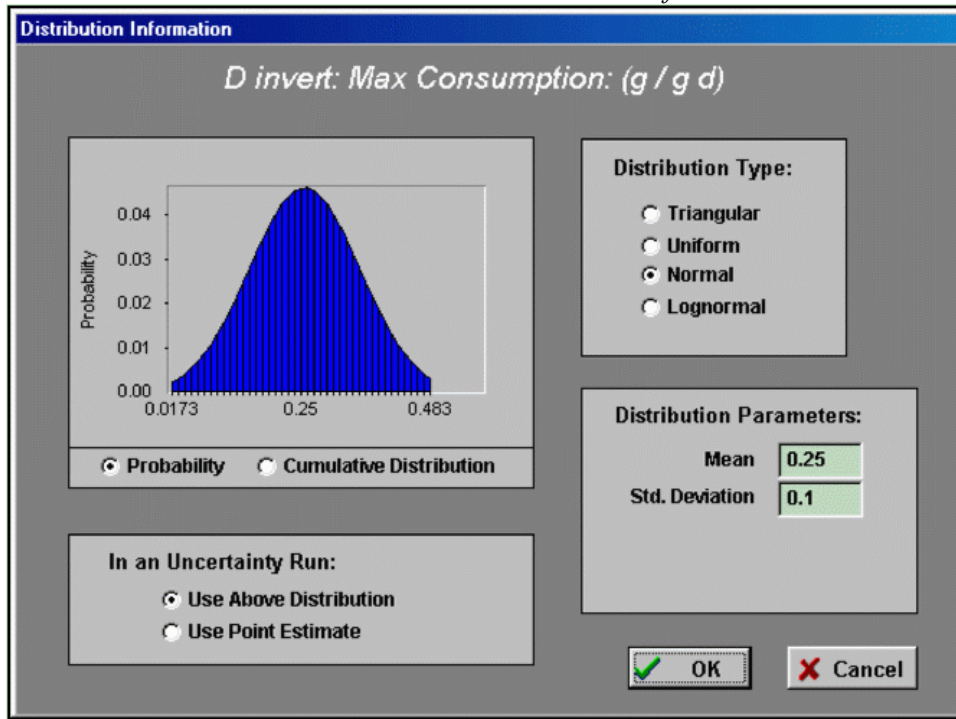 Distribution Information
D invert: Max Consumption: (g / g d)
Probability
0.04
0.03
0.02
0.01
0.00
0.0173
0.25
0.483
Probability
Cumulative Distribution
In an Uncertainty Run:
Use Above Distribution
Use Point Estimate
Distribution Type:
Triangular
Uniform
Normal
Lognormal
Distribution Parameters:
Mean 0.25
Std. Deviation 0.1
OK
Cancel